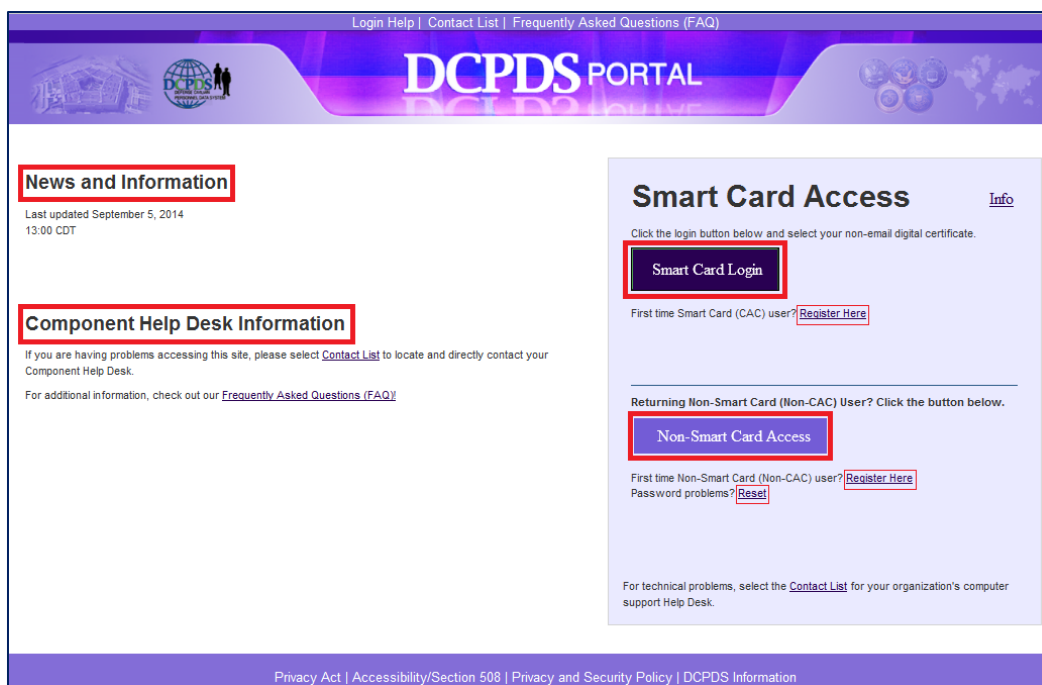 Login Help | Contact List | Frequently Asked Questions (FAQ)
DCPDS
DCPDS PORTAL
News and Information
Last updated September 5, 2014
13:00 CDT
Component Help Desk Information
If you are having problems accessing this site, please select Contact List to locate and directly contact your
Component Help Desk.
For additional information, check out our Frequently Asked Questions (FAQ)!
Smart Card Access
Info
Click the login button below and select your non-email digital certificate.
Smart Card Login
First time Smart Card (CAC) user? Register Here
Returning Non-Smart Card (Non-CAC) User? Click the button below.
Non-Smart Card Access
First time Non-Smart Card (Non-CAC) user? Register Here
Password problems? Reset
For technical problems, select the Contact List for your organization's computer
support Help Desk.
Privacy Act | Accessibility/Section 508 | Privacy and Security Policy | DCPDS Information